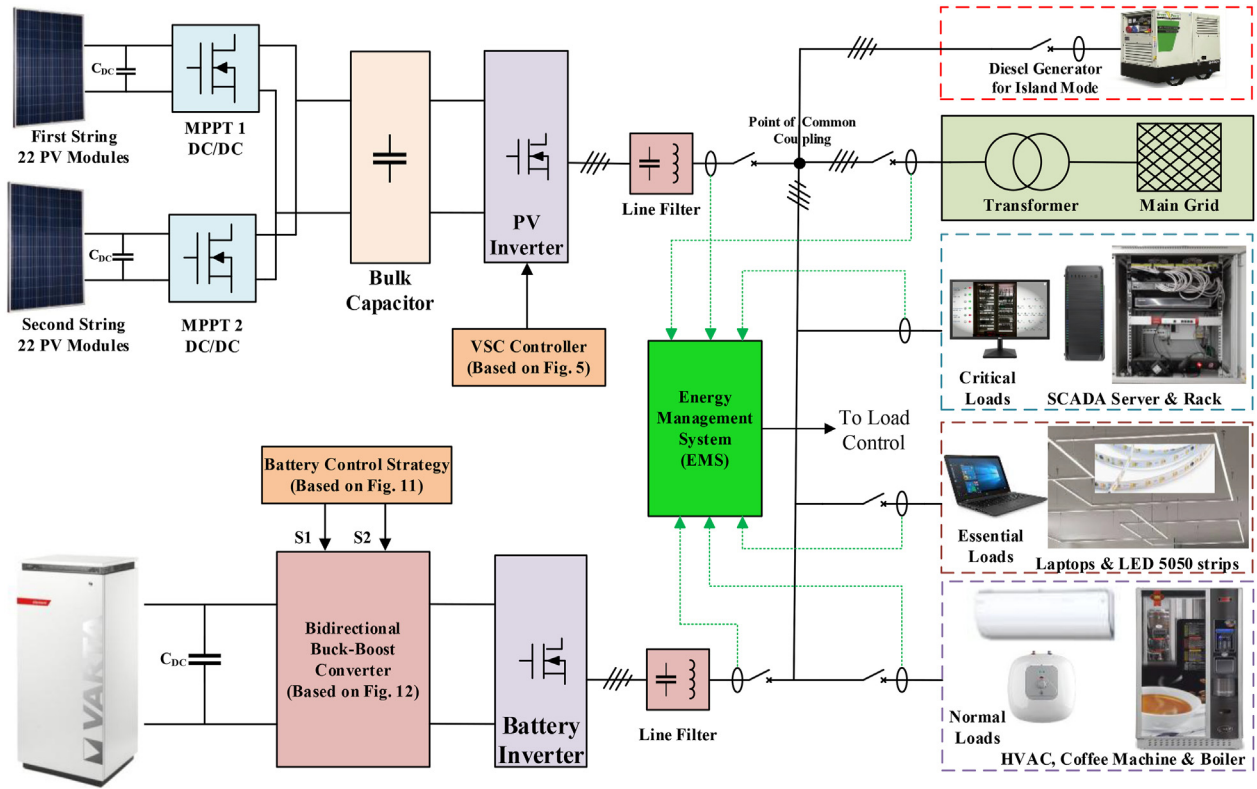 C_DC
First String
22 PV Modules
MPPT 1
DC/DC
C_DC
Second String
22 PV Modules
MPPT 2
DC/DC
Bulk
Capacitor
PV
Inverter
VSC Controller
(Based on Fig. 5)
Line Filter
Point of Common
Coupling
Diesel Generator
for Island Mode
Transformer
Main Grid
Critical
Loads
SCADA Server & Rack
Energy
Management
System
(EMS)
To Load
Control
Essential
Loads
Laptops & LED 5050 strips
Normal
Loads
HVAC, Coffee Machine & Boiler
Battery Control Strategy
(Based on Fig. 11)
S1
S2
VARTA
C_DC
Bidirectional
Buck-Boost
Converter
(Based on Fig. 12)
Battery
Inverter
Line Filter